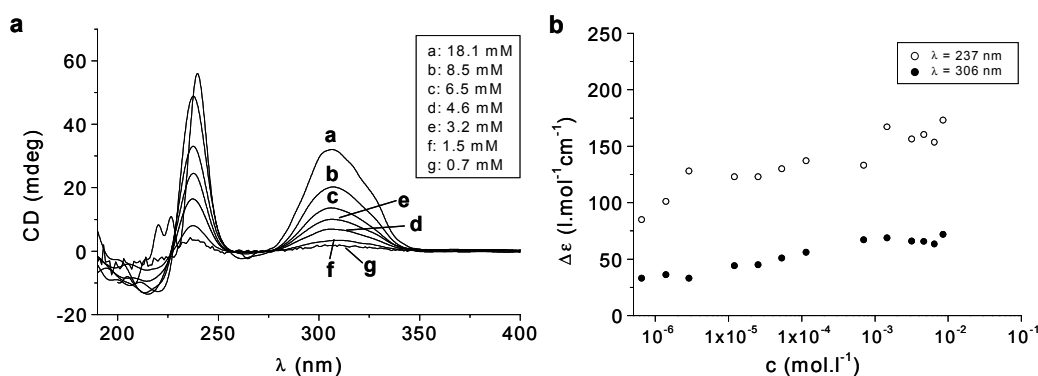 a
CD (mdeg)
60
40
20
0
-20
200
250
300
350
400
λ (nm)
a: 18.1 mM
b: 8.5 mM
c: 6.5 mM
d: 4.6 mM
e: 3.2 mM
f: 1.5 mM
g: 0.7 mM
a
b
c
e
d
f
g
b
Δε (l.mol⁻¹cm⁻¹)
250
200
150
100
50
0
10⁻⁶
1x10⁻⁵
1x10⁻⁴
10⁻³
10⁻²
10⁻¹
c (mol.l⁻¹)
λ = 237 nm
λ = 306 nm